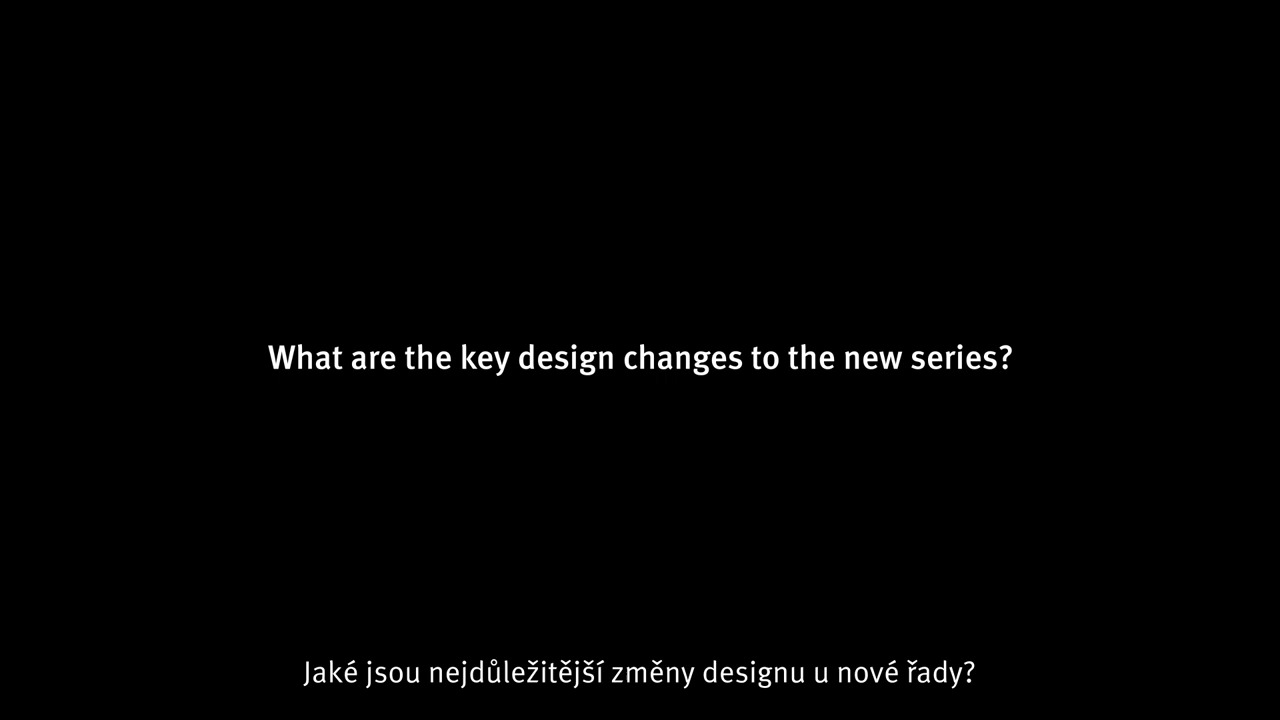 What are the key design changes to the new series?
Jaké jsou nejdůležitější změny designu u nové řady?